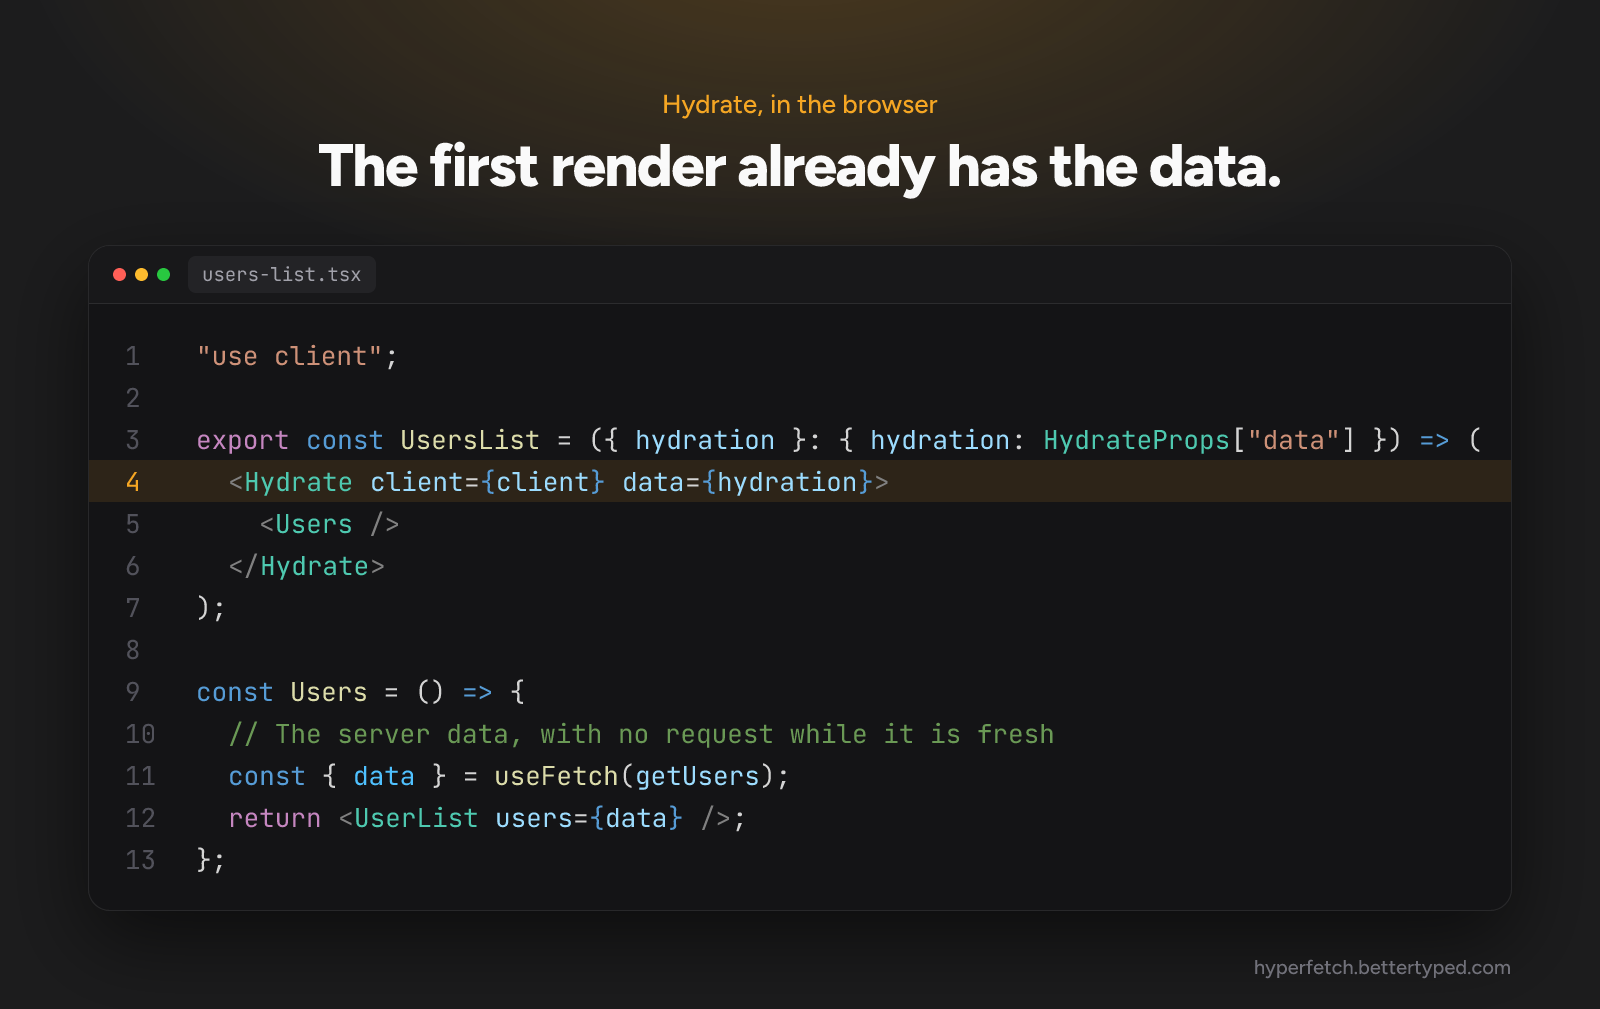 Hydrate, in the browser
The first render already has the data.
users-list.tsx
1 "use client";
2
3 export const UsersList = ({ hydration }: { hydration: HydrateProps["data"] }) => (
4 <Hydrate client={client} data={hydration}>
5 <Users />
6 </Hydrate>
7 );
8
9 const Users = () => {
10 // The server data, with no request while it is fresh
11 const { data } = useFetch(getUsers);
12 return <UserList users={data} />;
13 };
hyperfetch.bettertyped.com